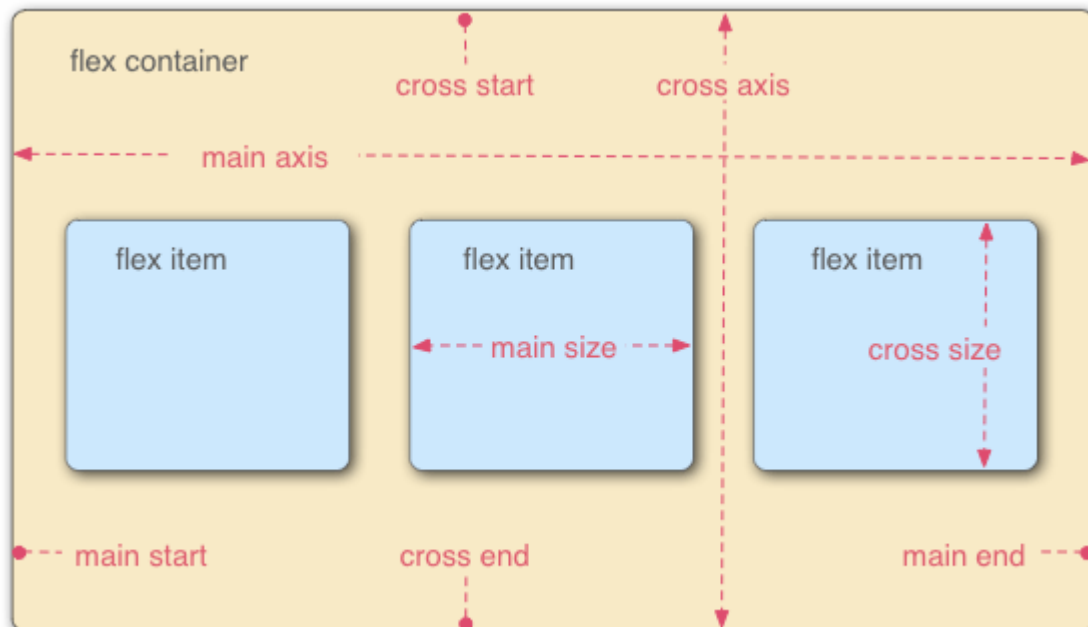 flex container
cross start
cross axis
main axis
flex item
flex item
flex item
main size
cross size
main start
cross end
main end